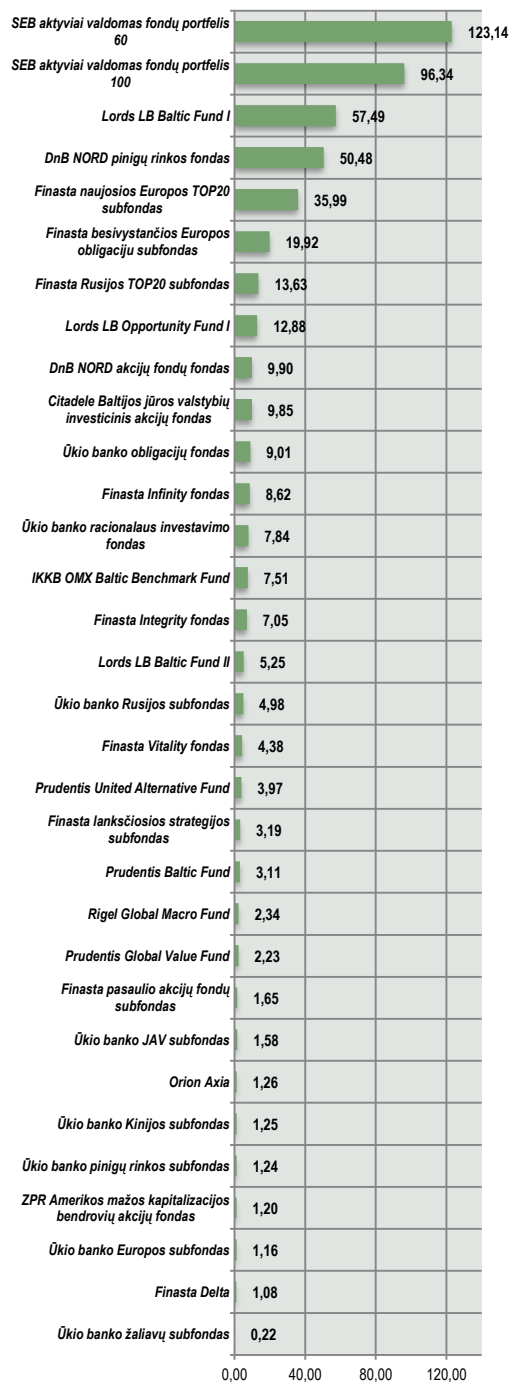 SEB aktyviai valdomas fondų portfelis
60
123,14
SEB aktyviai valdomas fondų portfelis
100
96,34
Lords LB Baltic Fund I
57,49
DnB NORD pinigų rinkos fondas
50,48
Finasta naujosios Europos TOP20
subfondas
35,99
Finasta besivystančios Europos
obligaciju subfondas
19,92
Finasta Rusijos TOP20 subfondas
13,63
Lords LB Opportunity Fund I
12,88
DnB NORD akcijų fondų fondas
9,90
Citadele Baltijos jūros valstybių
investicinis akcijų fondas
9,85
Ūkio banko obligacijų fondas
9,01
Finasta Infinity fondas
8,62
Ūkio banko racionalaus investavimo
fondas
7,84
IKKB OMX Baltic Benchmark Fund
7,51
Finasta Integrity fondas
7,05
Lords LB Baltic Fund II
5,25
Ūkio banko Rusijos subfondas
4,98
Finasta Vitality fondas
4,38
Prudentis United Alternative Fund
3,97
Finasta lanksčiosios strategijos
subfondas
3,19
Prudentis Baltic Fund
3,11
Rigel Global Macro Fund
2,34
Prudentis Global Value Fund
2,23
Finasta pasaulio akcijų fondų
subfondas
1,65
Ūkio banko JAV subfondas
1,58
Orion Axia
1,26
Ūkio banko Kinijos subfondas
1,25
Ūkio banko pinigų rinkos subfondas
1,24
ZPR Amerikos mažos kapitalizacijos
bendrovių akcijų fondas
1,20
Ūkio banko Europos subfondas
1,16
Finasta Delta
1,08
Ūkio banko žaliavų subfondas
0,22
0,00 40,00 80,00 120,00